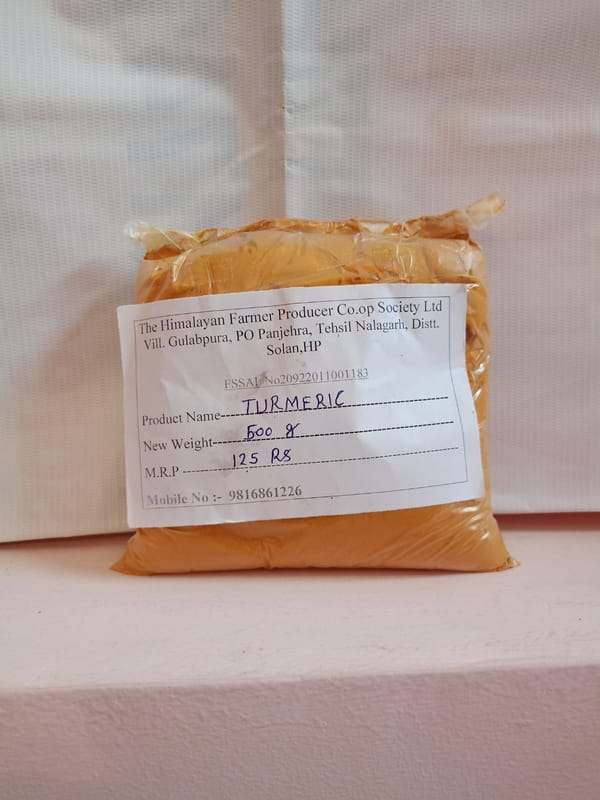 The Himalayan Farmer Producer Co.op Society Ltd
Vill. Gulabpura, PO Panjehra, Tehsil Nalagarh, Distt.
Solan,HP
FSSAI No20922011001183
Product Name--- TURMERIC
New Weight--- 500 g
M.R.P --- 125 RS
Mobile No :- 9816861226